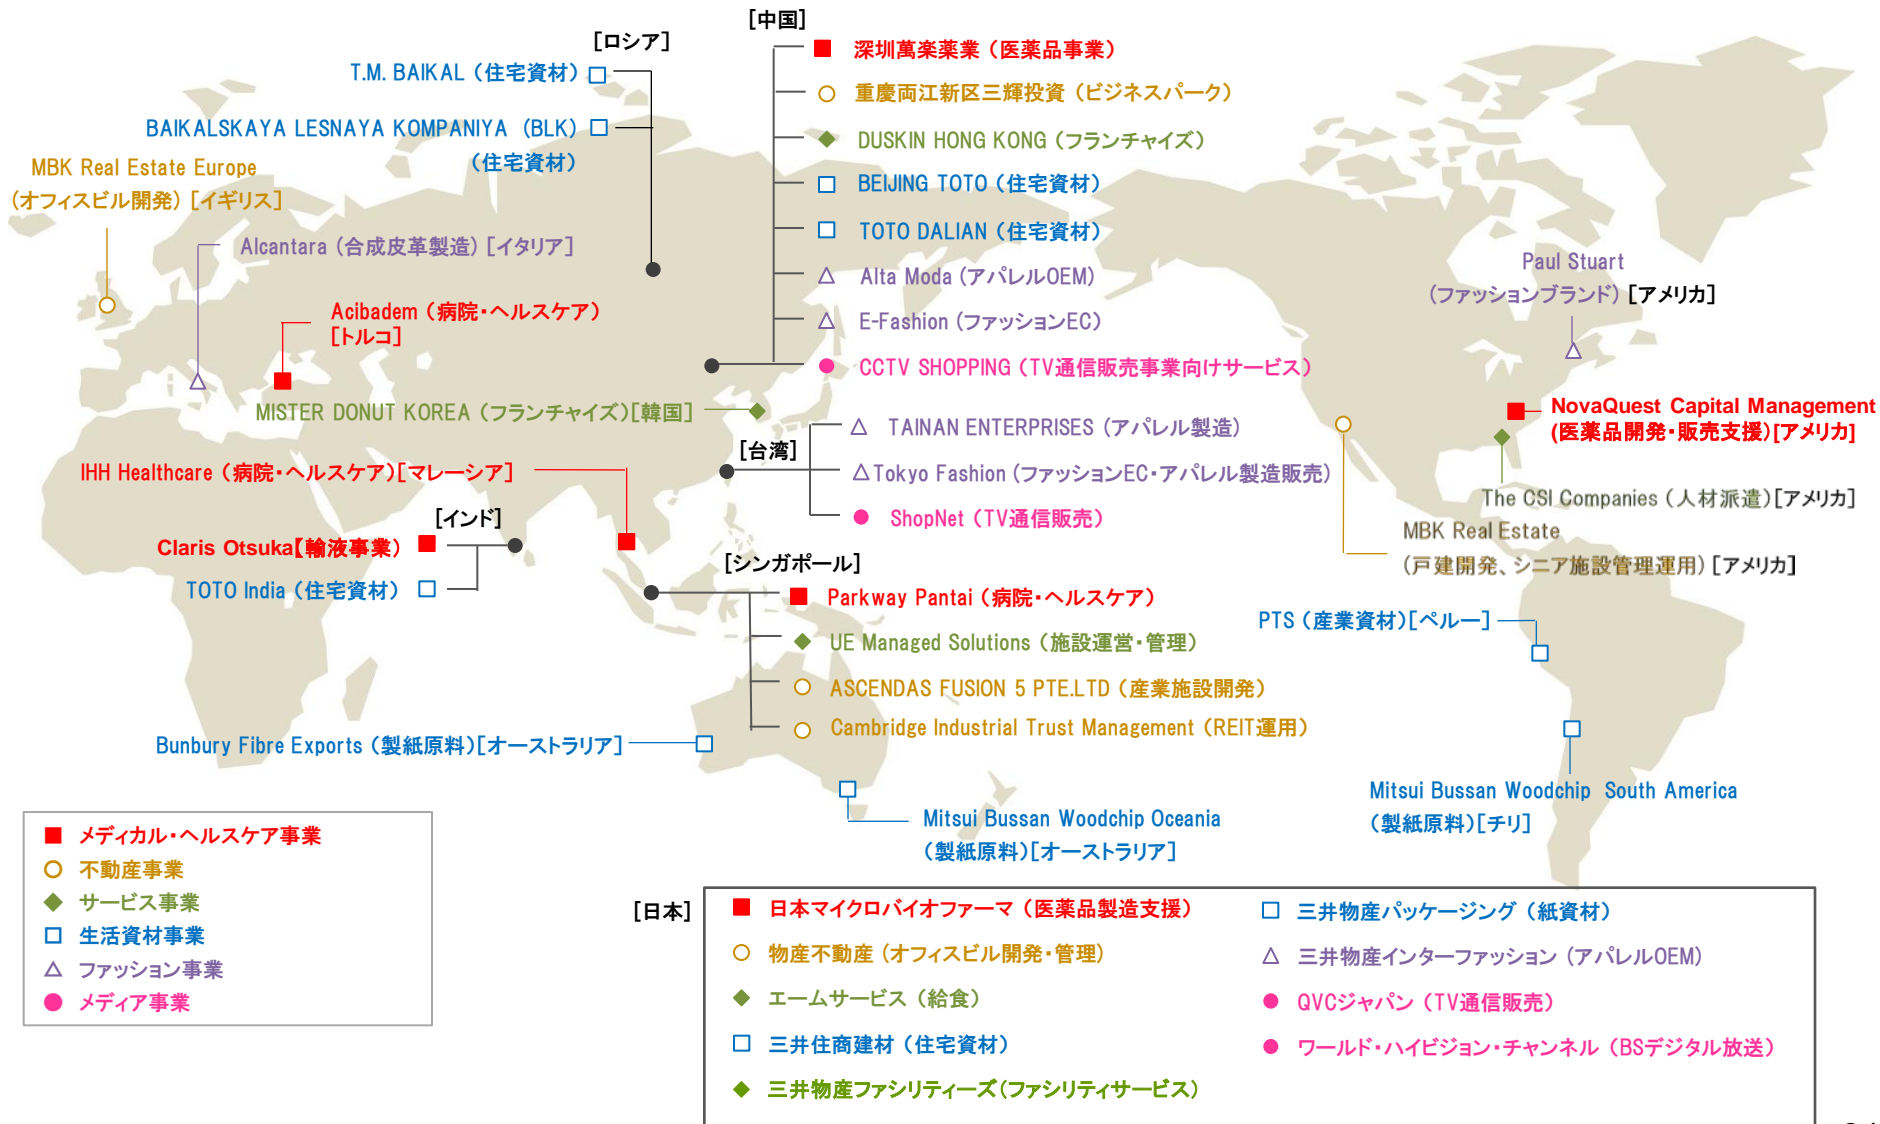 [中国]
[ロシア]
深圳萬楽薬業（医薬品事業）
T.M. BAIKAL（住宅資材）
重慶両江新区三輝投資（ビジネスパーク）
BAIKALSKAYA LESNAYA KOMPANIYA （BLK）
（住宅資材）
DUSKIN HONG KONG（フランチャイズ）
MBK Real Estate Europe
（オフィスビル開発）[イギリス]
BEIJING TOTO（住宅資材）
TOTO DALIAN（住宅資材）
Alcantara（合成皮革製造）[イタリア]
Alta Moda（アパレルOEM）
Paul Stuart
（ファッションブランド）[アメリカ]
Acibadem（病院・ヘルスケア）
[トルコ]
E-Fashion（ファッションEC）
CCTV SHOPPING（TV通信販売事業向けサービス）
MISTER DONUT KOREA（フランチャイズ）[韓国]
NovaQuest Capital Management
(医薬品開発・販売支援)[アメリカ]
[台湾]
TAINAN ENTERPRISES（アパレル製造）
Tokyo Fashion（ファッションEC・アパレル製造販売）
ShopNet（TV通信販売）
IHH Healthcare（病院・ヘルスケア）[マレーシア]
The CSI Companies（人材派遣）[アメリカ]
MBK Real Estate
（戸建開発、シニア施設管理運用）[アメリカ]
[インド]
Claris Otsuka【輸液事業）
TOTO India（住宅資材）
[シンガポール]
Parkway Pantai（病院・ヘルスケア）
UE Managed Solutions（施設運営・管理）
ASCENDAS FUSION 5 PTE.LTD（産業施設開発）
Cambridge Industrial Trust Management（REIT運用）
PTS（産業資材）[ペルー]
Bunbury Fibre Exports（製紙原料）[オーストラリア]
Mitsui Bussan Woodchip Oceania
（製紙原料）[オーストラリア]
Mitsui Bussan Woodchip South America
（製紙原料）[チリ]
メディカル・ヘルスケア事業
不動産事業
サービス事業
生活資材事業
ファッション事業
メディア事業
[日本]
日本マイクロバイオファーマ（医薬品製造支援）
物産不動産（オフィスビル開発・管理）
エームサービス（給食）
三井住商建材（住宅資材）
三井物産ファシリティーズ（ファシリティサービス）
三井物産パッケージング（紙資材）
三井物産インターファッション（アパレルOEM）
QVCジャパン（TV通信販売）
ワールド・ハイビジョン・チャンネル（BSデジタル放送）